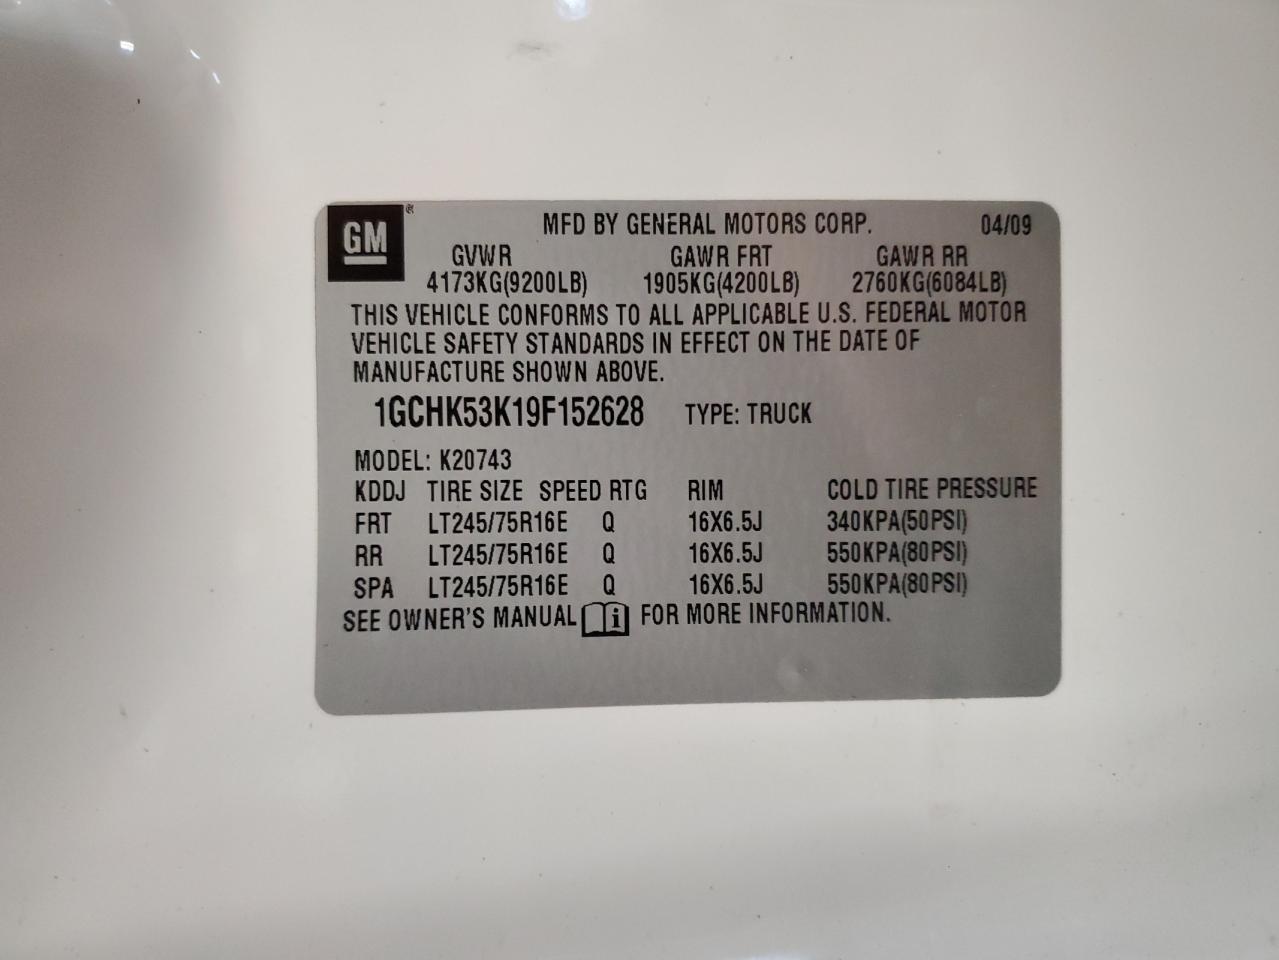 GM® MFD BY GENERAL MOTORS CORP. 04/09
GVWR GAWR FRT GAWR RR
4173KG(9200LB) 1905KG(4200LB) 2760KG(6084LB)
THIS VEHICLE CONFORMS TO ALL APPLICABLE U.S. FEDERAL MOTOR
VEHICLE SAFETY STANDARDS IN EFFECT ON THE DATE OF
MANUFACTURE SHOWN ABOVE.
1GCHK53K19F152628 TYPE: TRUCK
MODEL: K20743
KDDJ TIRE SIZE SPEED RTG RIM COLD TIRE PRESSURE
FRT LT245/75R16E Q 16X6.5J 340KPA(50PSI)
RR LT245/75R16E Q 16X6.5J 550KPA(80PSI)
SPA LT245/75R16E Q 16X6.5J 550KPA(80PSI)
SEE OWNER'S MANUAL i FOR MORE INFORMATION.